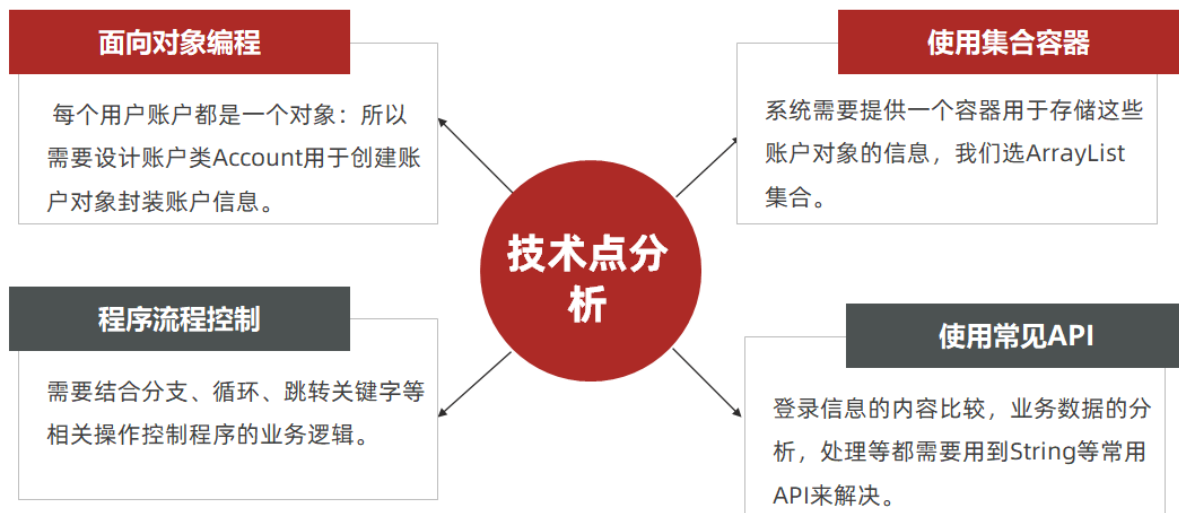 面向对象编程
每个用户账户都是一个对象：所以
需要设计账户类Account用于创建账
户对象封装账户信息。
使用集合容器
系统需要提供一个容器用于存储这些
账户对象的信息，我们选ArrayList
集合。
技术点分
析
程序流程控制
需要结合分支、循环、跳转关键字等
相关操作控制程序的业务逻辑。
使用常见API
登录信息的内容比较，业务数据的分
析，处理等都需要用到String等常用
API来解决。